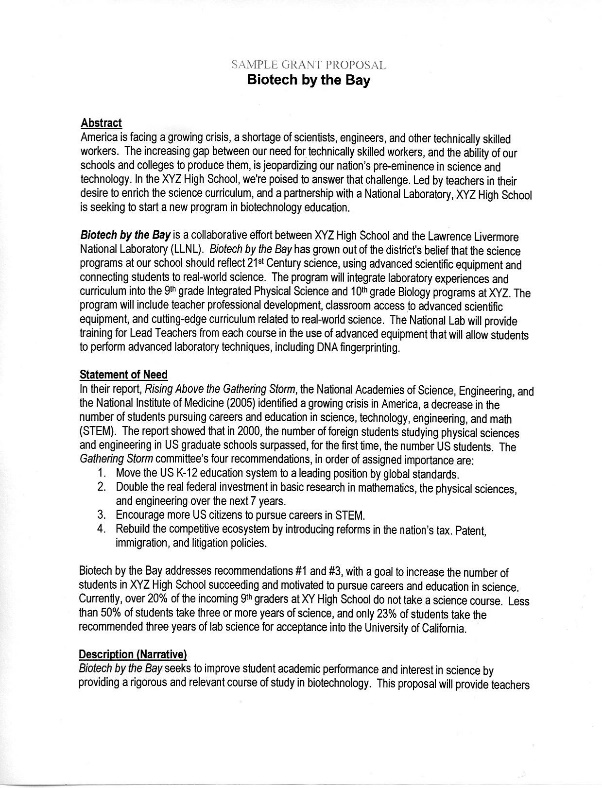 SAMPLE GRANT PROPOSAL
Biotech by the Bay
Abstract
America is facing a growing crisis, a shortage of scientists, engineers, and other technically skilled
workers. The increasing gap between our need for technically skilled workers, and the ability of our
schools and colleges to produce them, is jeopardizing our nation's pre-eminence in science and
technology. In the XYZ High School, we're poised to answer that challenge. Led by teachers in their
desire to enrich the science curriculum, and a partnership with a National Laboratory, XYZ High School
is seeking to start a new program in biotechnology education.
Biotech by the Bay is a collaborative effort between XYZ High School and the Lawrence Livermore
National Laboratory (LLNL). Biotech by the Bay has grown out of the district's belief that the science
programs at our school should reflect 21st Century science, using advanced scientific equipment and
connecting students to real-world science. The program will integrate laboratory experiences and
curriculum into the 9th grade Integrated Physical Science and 10th grade Biology programs at XYZ. The
program will include teacher professional development, classroom access to advanced scientific
equipment, and cutting-edge curriculum related to real-world science. The National Lab will provide
training for Lead Teachers from each course in the use of advanced equipment that will allow students
to perform advanced laboratory techniques, including DNA fingerprinting.
Statement of Need
In their report, Rising Above the Gathering Storm, the National Academies of Science, Engineering, and
the National Institute of Medicine (2005) identified a growing crisis in America, a decrease in the
number of students pursuing careers and education in science, technology, engineering, and math
(STEM). The report showed that in 2000, the number of foreign students studying physical sciences
and engineering in US graduate schools surpassed, for the first time, the number US students. The
Gathering Storm committee's four recommendations, in order of assigned importance are:
1. Move the US K-12 education system to a leading position by global standards.
2. Double the real federal investment in basic research in mathematics, the physical sciences,
and engineering over the next 7 years.
3. Encourage more US citizens to pursue careers in STEM.
4. Rebuild the competitive ecosystem by introducing reforms in the nation's tax. Patent,
immigration, and litigation policies.
Biotech by the Bay addresses recommendations #1 and #3, with a goal to increase the number of
students in XYZ High School succeeding and motivated to pursue careers and education in science.
Currently, over 20% of the incoming 9th graders at XY High School do not take a science course. Less
than 50% of students take three or more years of science, and only 23% of students take the
recommended three years of lab science for acceptance into the University of California.
Description (Narrative)
Biotech by the Bay seeks to improve student academic performance and interest in science by
providing a rigorous and relevant course of study in biotechnology. This proposal will provide teachers